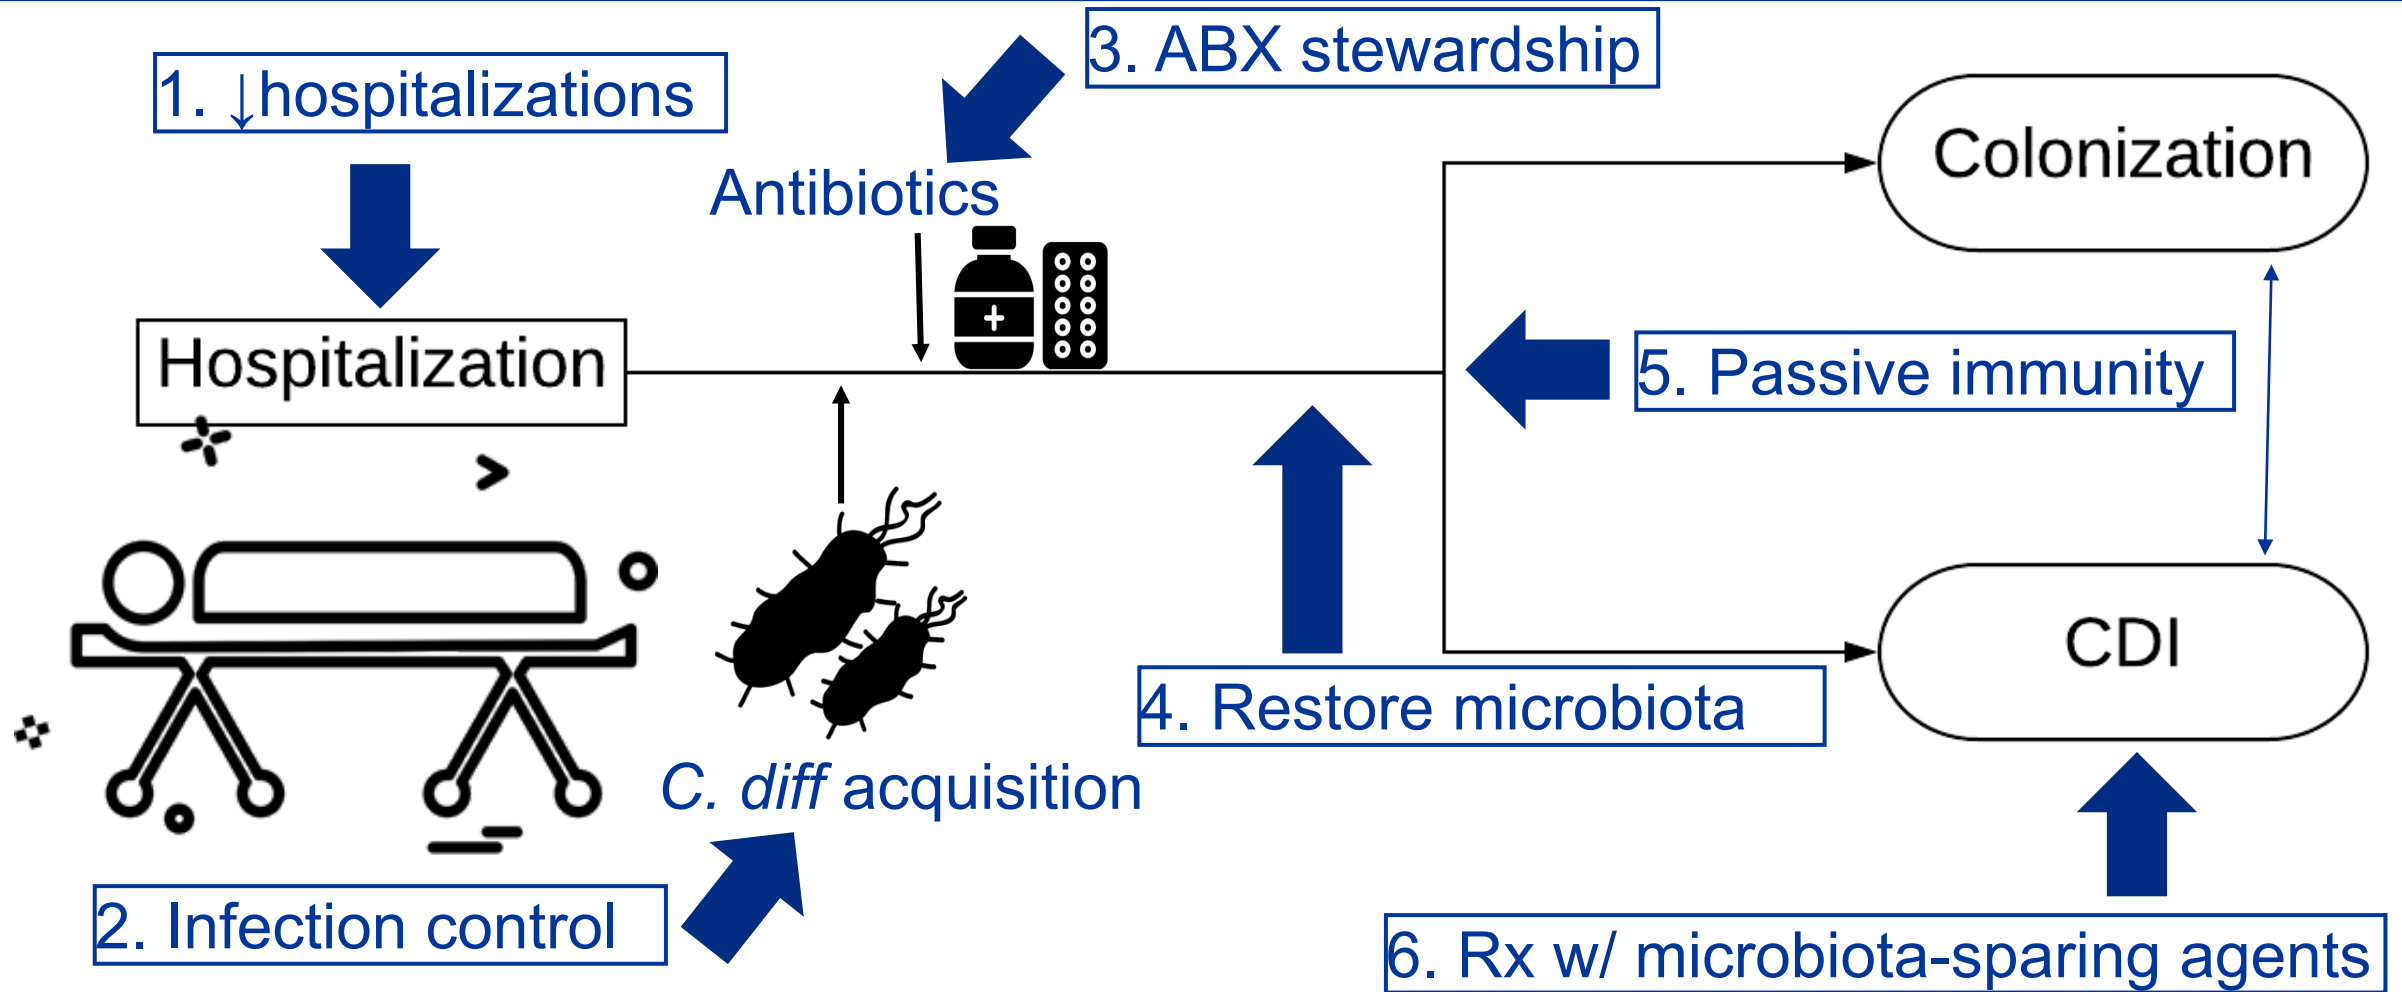 3. ABX stewardship
1. ↓hospitalizations
Colonization
Antibiotics
Hospitalization
5. Passive immunity
CDI
4. Restore microbiota
C. diff acquisition
2. Infection control
6. Rx w/ microbiota-sparing agents